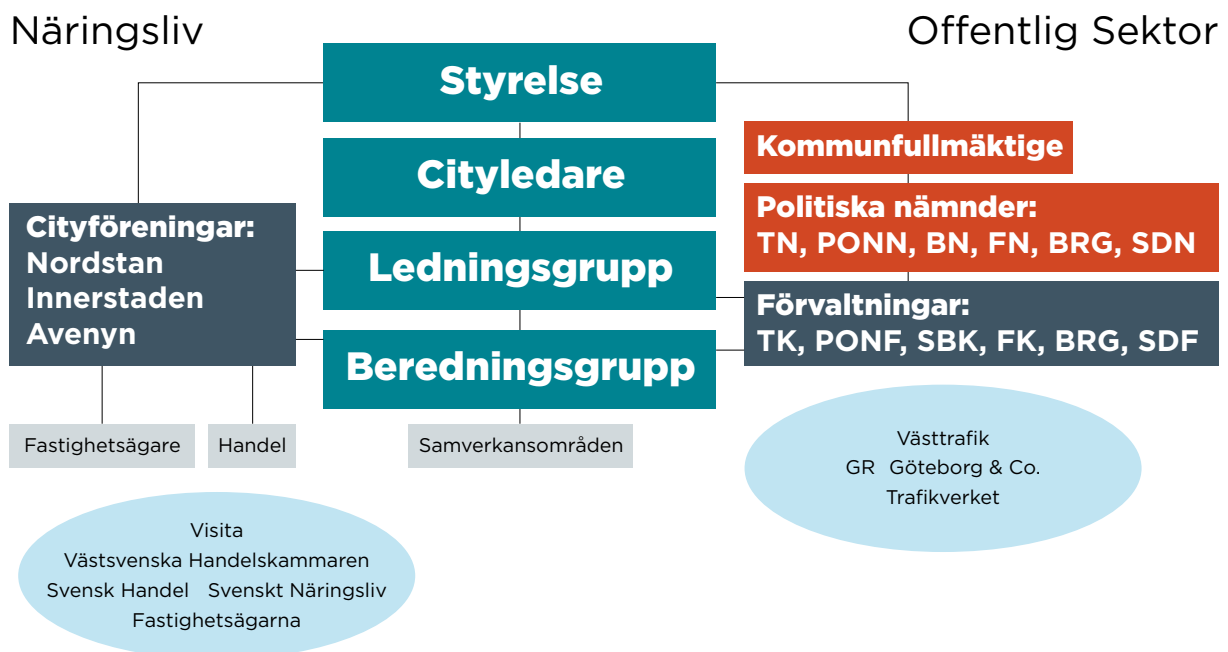 Näringsliv
Offentlig Sektor
Styrelse
Cityledare
Ledningsgrupp
Beredningsgrupp
Samverkansområden
Cityföreningar:
Nordstan
Innerstaden
Avenyn
Fastighetsägare
Handel
Visita
Västsvenska Handelskammaren
Svensk Handel Svenskt Näringsliv
Fastighetsägarna
Kommunfullmäktige
Politiska nämnder:
TN, PONN, BN, FN, BRG, SDN
Förvaltningar:
TK, PONF, SBK, FK, BRG, SDF
Västtrafik
GR Göteborg & Co.
Trafikverket